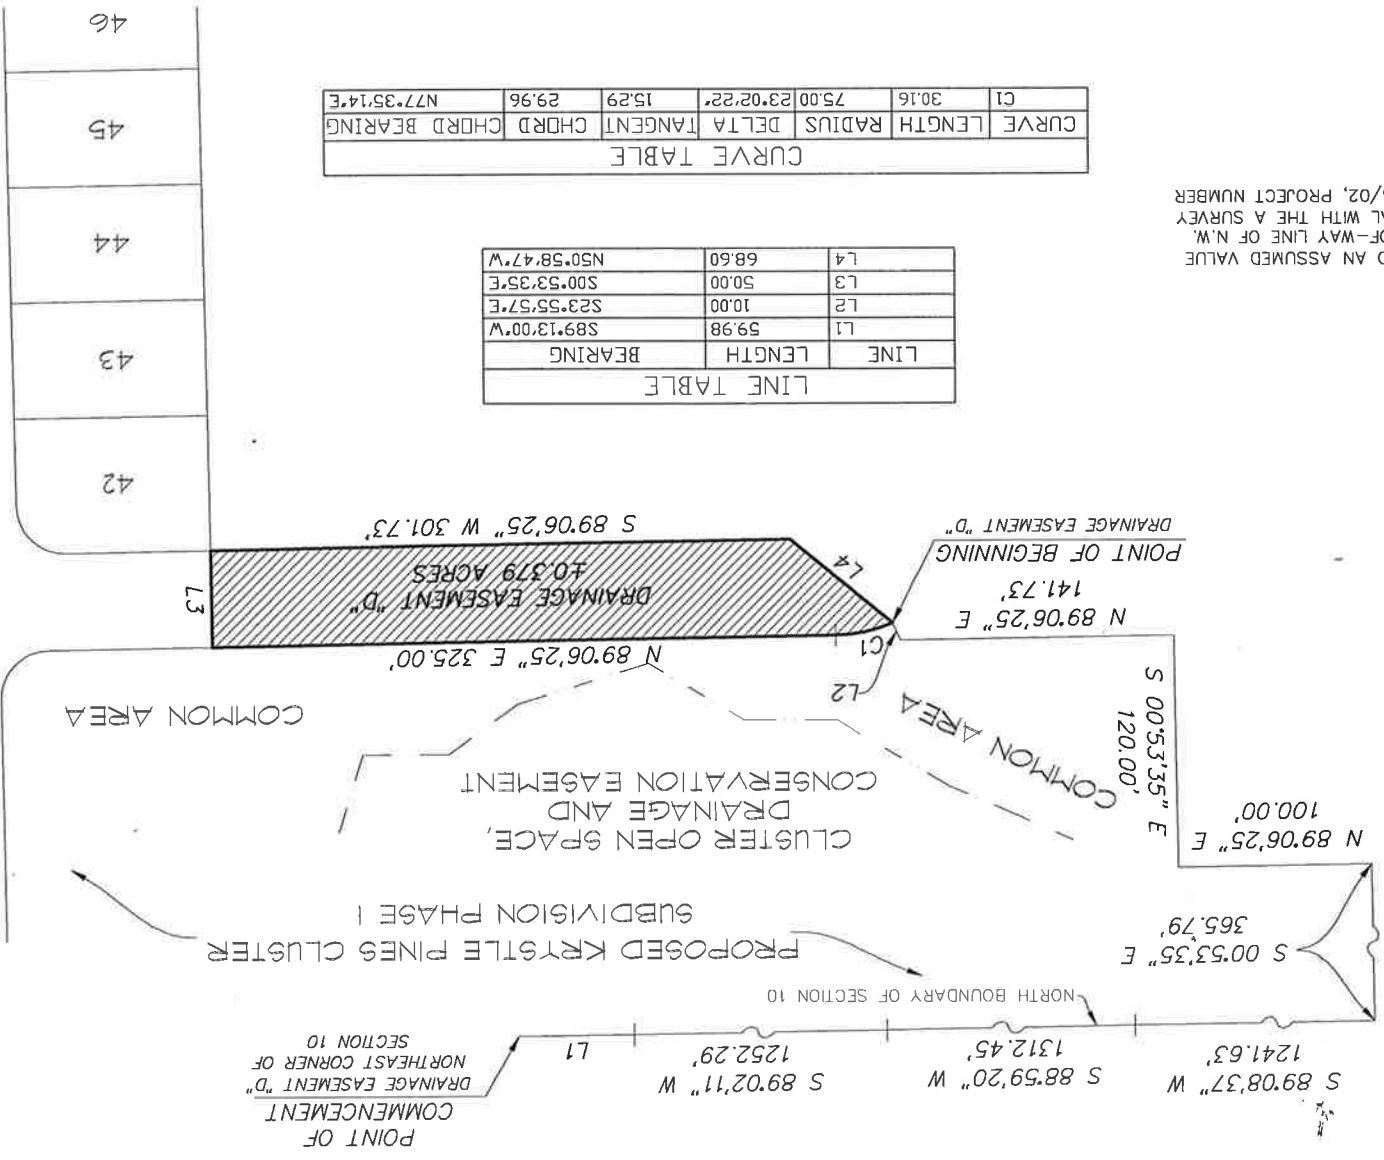 POINT OF
COMMENCEMENT
DRAINAGE EASEMENT "D"
NORTHEAST CORNER OF
SECTION 10
L1
S 89°02'11" W
1252.29'
S 88°59'20" W
1312.45'
S 89°08'37" W
1241.63'
NORTH BOUNDARY OF SECTION 10
S 00°53'35" E
365.79'
PROPOSED KRYSTLE PINES CLUSTER
SUBDIVISION PHASE I
N 89°06'25" E
100.00'
CLUSTER OPEN SPACE,
DRAINAGE AND
CONSERVATION EASEMENT
S 00°53'35" E
120.00'
COMMON AREA
COMMON AREA
L2
C1
N 89°06'25" E 325.00'
N 89°06'25" E
141.73'
POINT OF BEGINNING
DRAINAGE EASEMENT "D"
L3
DRAINAGE EASEMENT "D"
±0.379 ACRES
L4
S 89°06'25" W 301.73'
42
43
44
45
46
LINE TABLE
LINE LENGTH BEARING
L1 59.98 S89°13'00"W
L2 10.00 S23°55'57"E
L3 50.00 S00°53'35"E
L4 68.60 N50°58'47"W
D AN ASSUMED VALUE
OF-WAY LINE OF N.W.
AL WITH THE A SURVEY
/02, PROJECT NUMBER
CURVE TABLE
CURVE LENGTH RADIUS DELTA TANGENT CHORD CHORD BEARING
C1 30.16 75.00 23°02'22" 15.29 29.96 N77°35'14"E